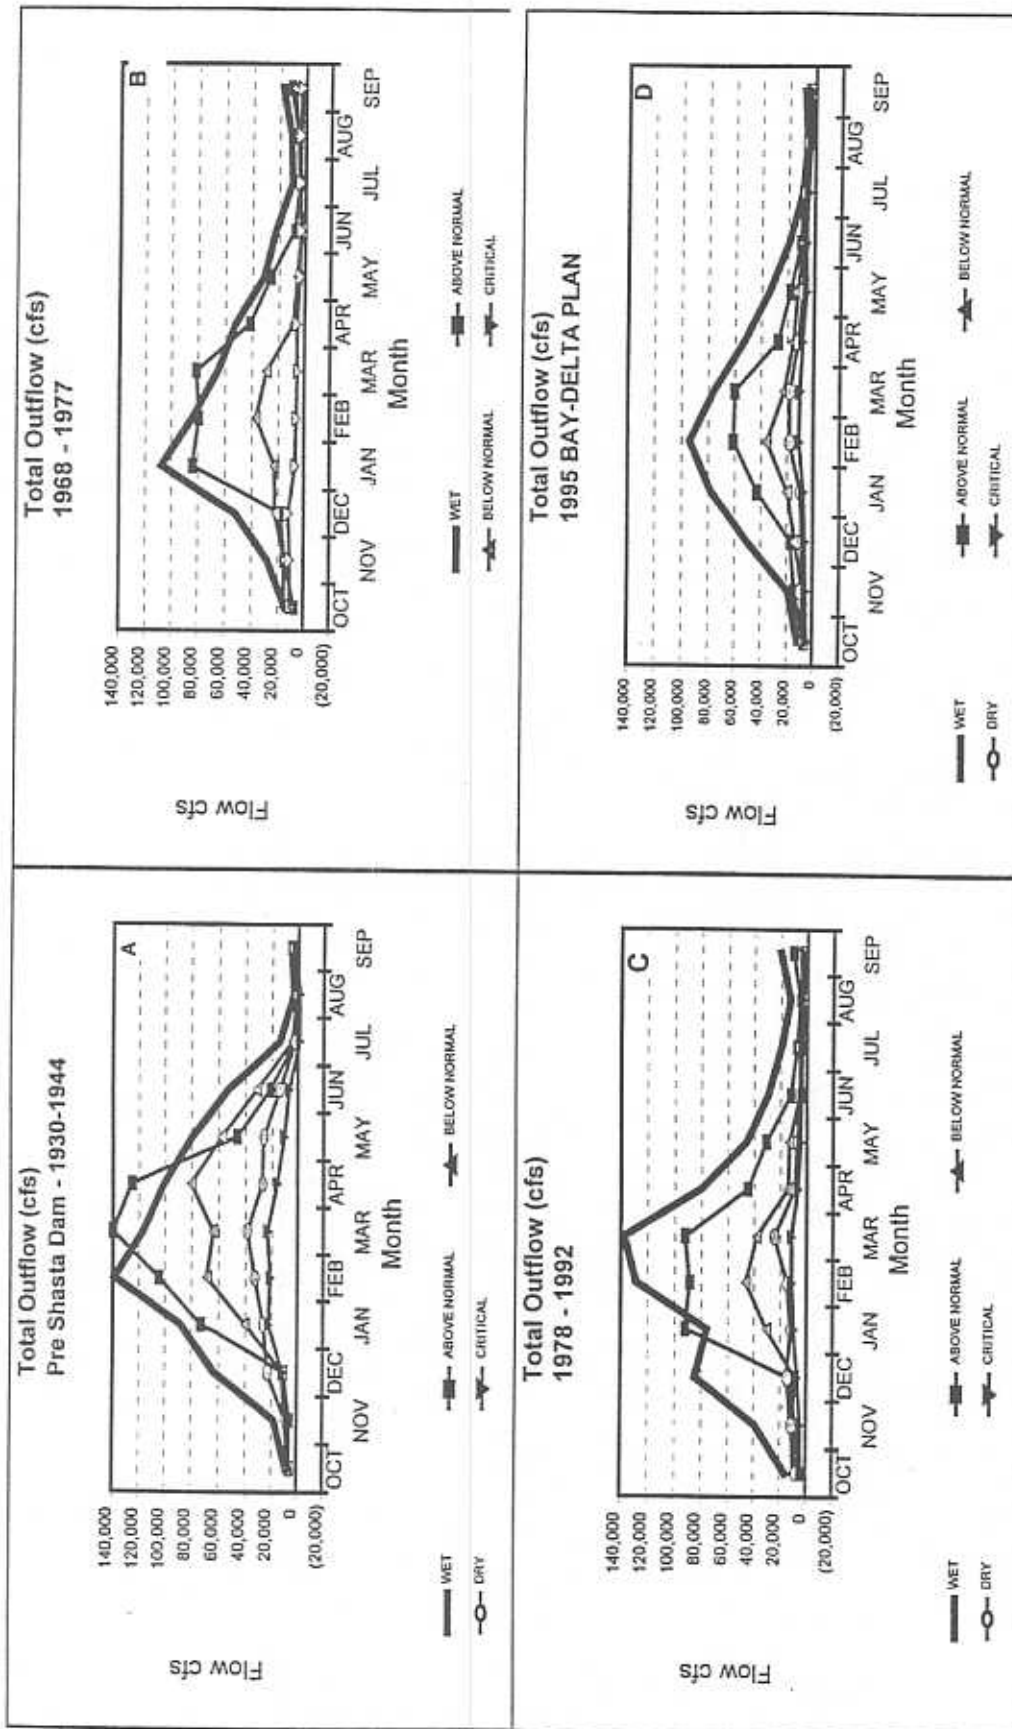 Total Outflow (cfs)
Pre Shasta Dam - 1930-1944
A
Flow cfs
140,000
120,000
100,000
80,000
60,000
40,000
20,000
0
(20,000)
OCT NOV DEC JAN FEB MAR APR MAY JUN JUL AUG SEP
Month
WET ABOVE NORMAL BELOW NORMAL
DRY CRITICAL
Total Outflow (cfs)
1968 - 1977
B
Flow cfs
140,000
120,000
100,000
80,000
60,000
40,000
20,000
0
(20,000)
OCT NOV DEC JAN FEB MAR APR MAY JUN JUL AUG SEP
Month
WET ABOVE NORMAL
BELOW NORMAL CRITICAL
Total Outflow (cfs)
1978 - 1992
C
Flow cfs
140,000
120,000
100,000
80,000
60,000
40,000
20,000
0
(20,000)
OCT NOV DEC JAN FEB MAR APR MAY JUN JUL AUG SEP
Month
WET ABOVE NORMAL BELOW NORMAL
DRY CRITICAL
Total Outflow (cfs)
1995 BAY-DELTA PLAN
D
Flow cfs
140,000
120,000
100,000
80,000
60,000
40,000
20,000
0
(20,000)
OCT NOV DEC JAN FEB MAR APR MAY JUN JUL AUG SEP
Month
WET ABOVE NORMAL BELOW NORMAL
DRY CRITICAL